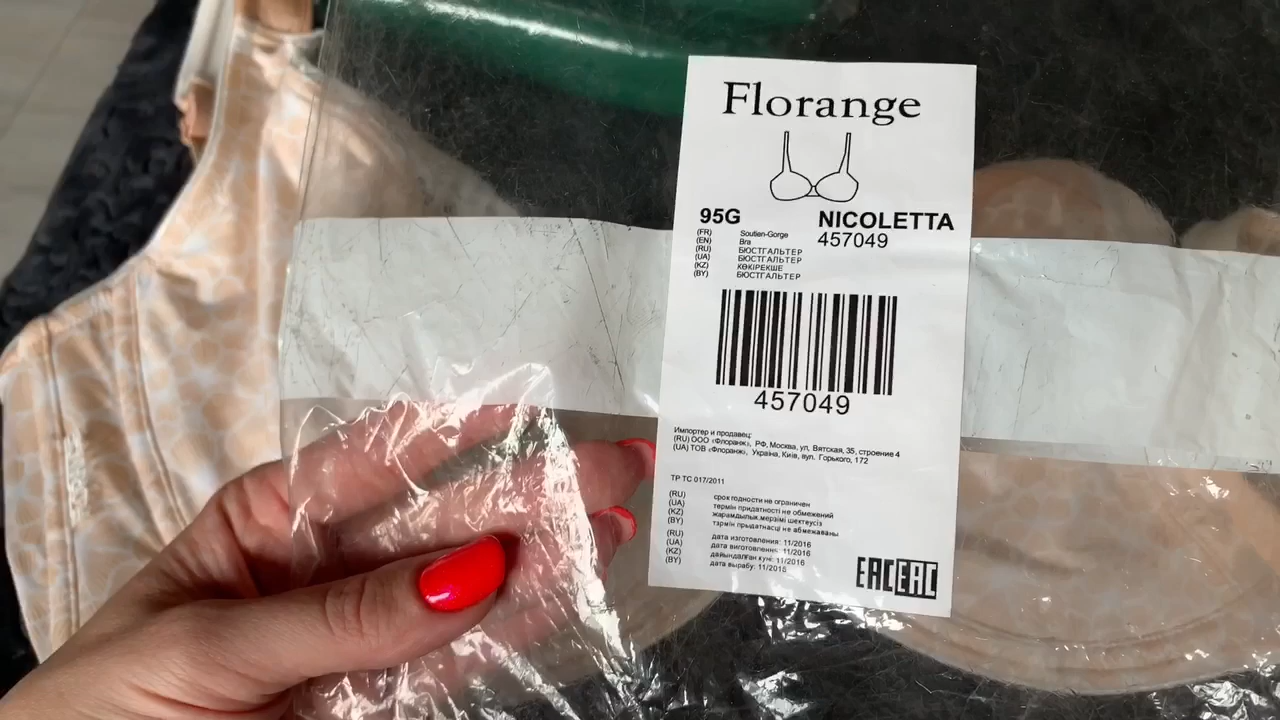 Florange
95G NICOLETTA
457049
(FR) Soutien-Gorge
(EN) Bra
(RU) БЮСТГАЛЬТЕР
(UA) БЮСТГАЛЬТЕР
(KZ) КӨКІРЕКШЕ
(BY) БЮСТГАЛЬТЕР
457049
Импортер и продавец:
(RU) ООО «Флоранж», РФ, Москва, ул. Вятская, 35, строение 4
(UA) ТОВ «Флоранж», Україна, Київ, вул. Горького, 172
ТР ТС 017/2011
(RU) срок годности не ограничен
(UA) термін придатності не обмежений
(KZ) жарамдылық мерзімі шектеусіз
(BY) тэрмін прыдатнасці не абмежаваны
(RU) дата изготовления: 11/2016
(UA) дата виготовлення: 11/2016
(KZ) дайындалған күні: 11/2016
(BY) дата вырабу: 11/2016
EAC EAC